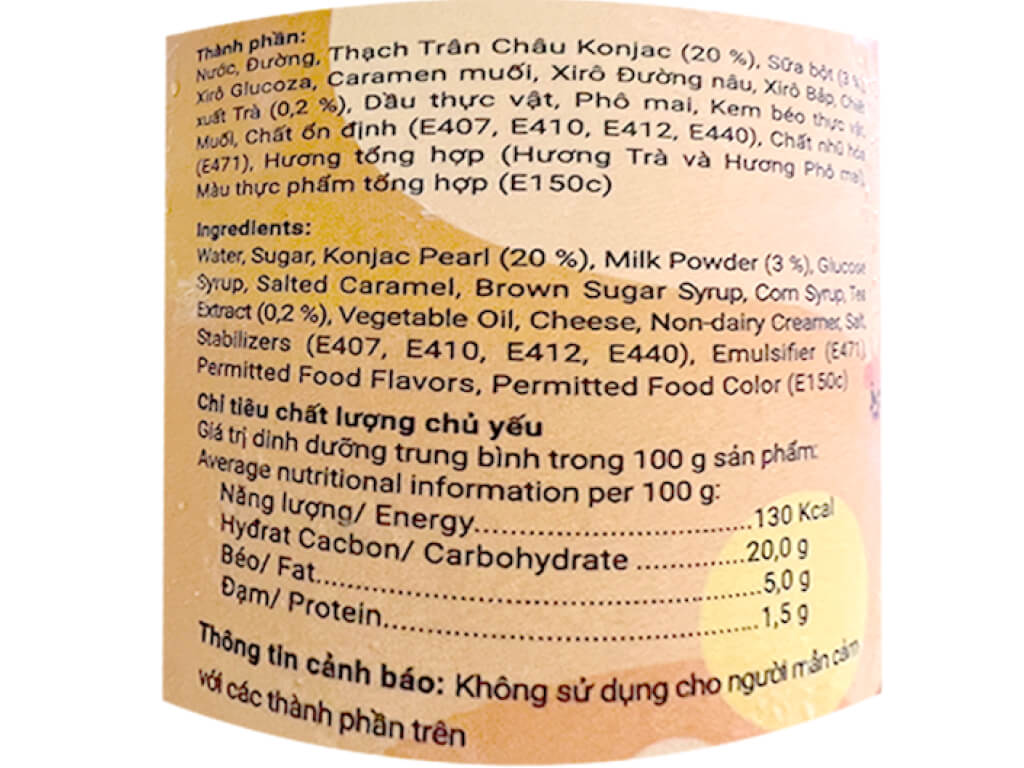 Thành phần:
Nước, Đường, Thạch Trân Châu Konjac (20 %), Sữa bột (3 %),
Xirô Glucoza, Caramen muối, Xirô Đường nâu, Xirô Bắp, Chiết
xuất Trà (0,2 %), Dầu thực vật, Phô mai, Kem béo thực vật,
Muối, Chất ổn định (E407, E410, E412, E440), Chất nhũ hóa
(E471), Hương tổng hợp (Hương Trà và Hương Phô mai),
Màu thực phẩm tổng hợp (E150c)
Ingredients:
Water, Sugar, Konjac Pearl (20 %), Milk Powder (3 %), Glucose
Syrup, Salted Caramel, Brown Sugar Syrup, Corn Syrup, Tea
Extract (0,2 %), Vegetable Oil, Cheese, Non-dairy Creamer, Salt,
Stabilizers (E407, E410, E412, E440), Emulsifier (E471),
Permitted Food Flavors, Permitted Food Color (E150c)
Chỉ tiêu chất lượng chủ yếu
Giá trị dinh dưỡng trung bình trong 100 g sản phẩm:
Average nutritional information per 100 g:
Năng lượng/ Energy..............................130 Kcal
Hyđrat Cacbon/ Carbohydrate .............20,0 g
Béo/ Fat..................................................5,0 g
Đạm/ Protein..........................................1,5 g
Thông tin cảnh báo: Không sử dụng cho người mẫn cảm
với các thành phần trên